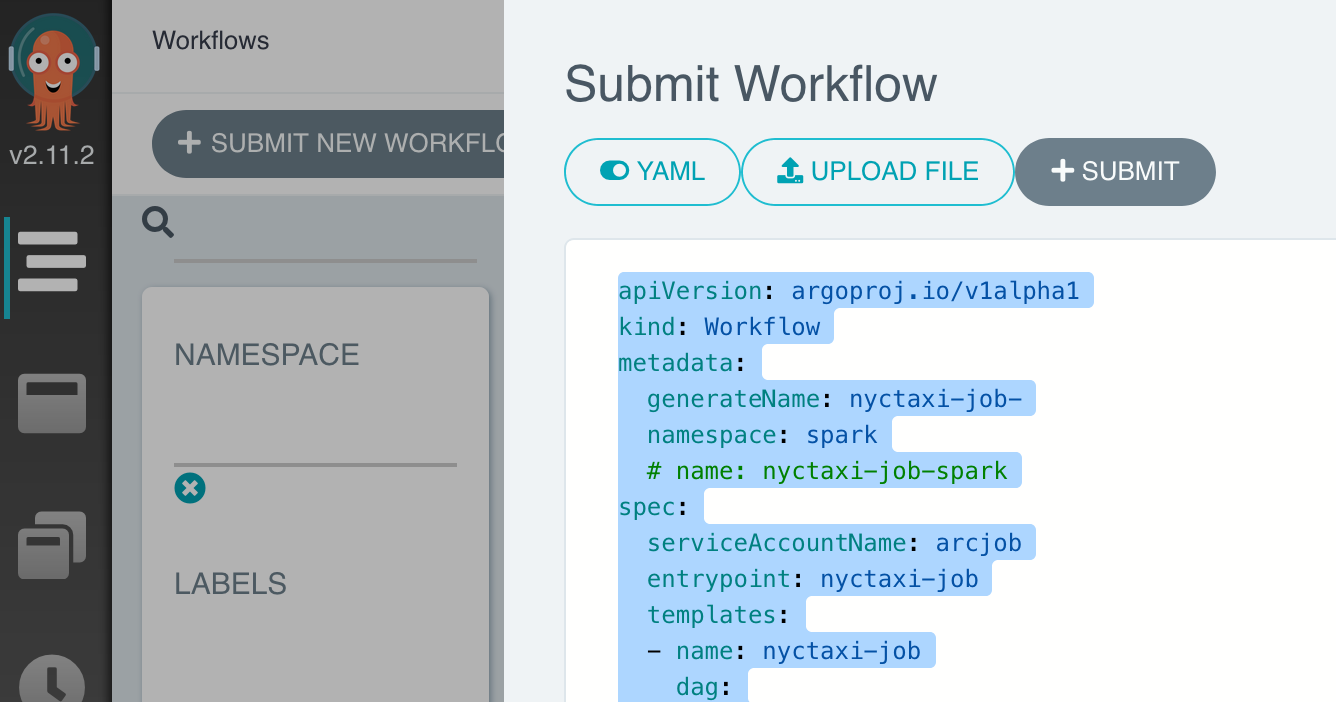 v2.11.2
Workflows
SUBMIT NEW WORKFLO
NAMESPACE
LABELS
Submit Workflow
YAML
UPLOAD FILE
SUBMIT
apiVersion: argoproj.io/v1alpha1
kind: Workflow
metadata:
  generateName: nyctaxi-job-
  namespace: spark
  # name: nyctaxi-job-spark
spec:
  serviceAccountName: arcjob
  entrypoint: nyctaxi-job
  templates:
  - name: nyctaxi-job
    dag: